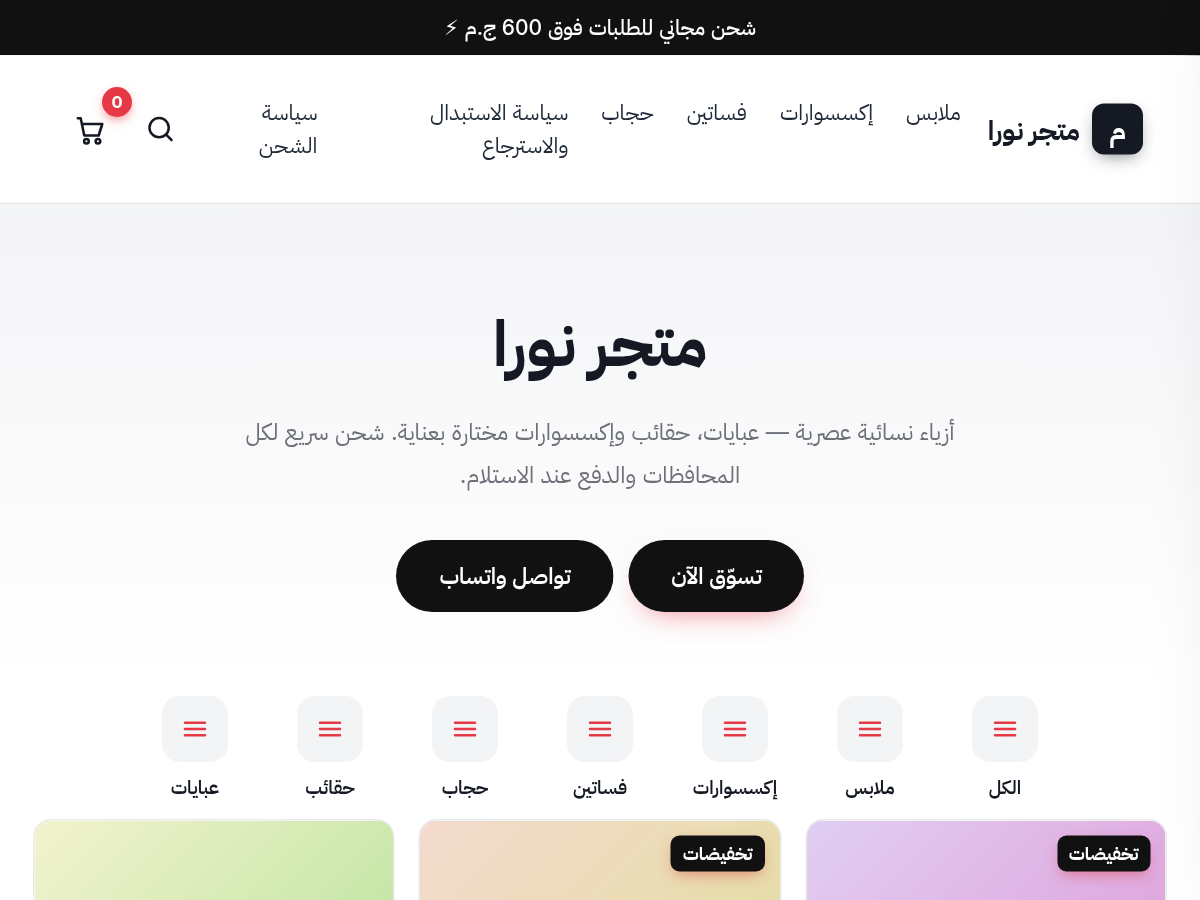 شحن مجاني للطلبات فوق 600 ج.م ⚡
م
متجر نورا
ملابس
إكسسوارات
فساتين
حجاب
سياسة الاستبدال
والاسترجاع
سياسة
الشحن
0
متجر نورا
أزياء نسائية عصرية — عبايات، حقائب وإكسسوارات مختارة بعناية. شحن سريع لكل
المحافظات والدفع عند الاستلام.
تسوّق الآن
تواصل واتساب
الكل
ملابس
إكسسوارات
فساتين
حجاب
حقائب
عبايات
تخفيضات
تخفيضات